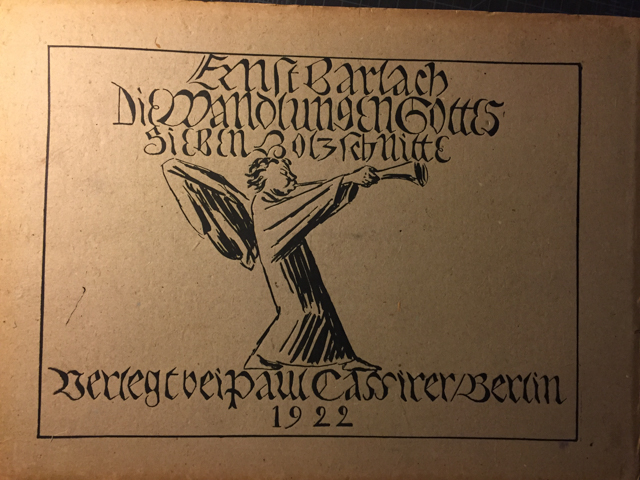 Ernst Barlach
Die Wandlungen Gottes
Sieben Holzschnitte
Verlegt bei Paul Cassirer/Berlin
1922